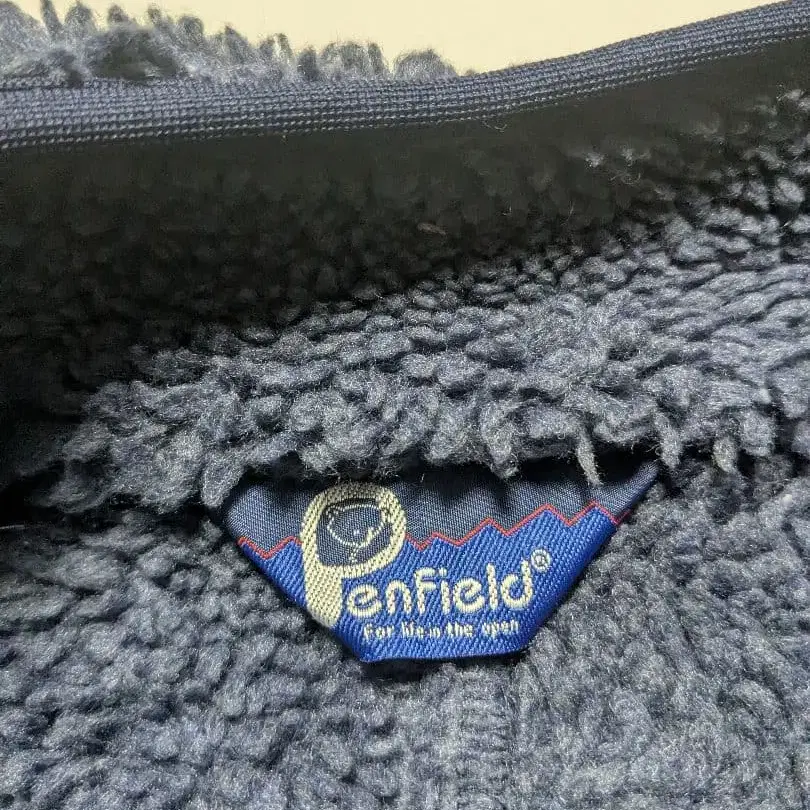 Penfield®
For life in the open